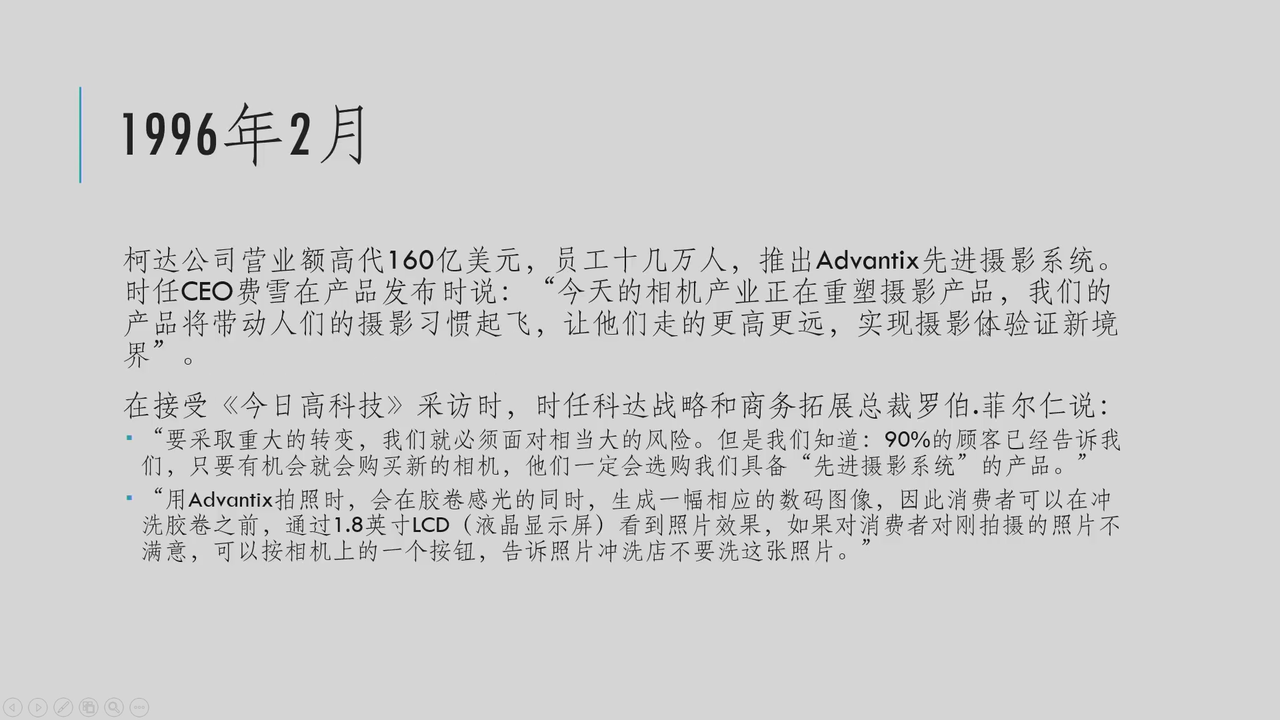 1996年2月
柯达公司营业额高代160亿美元，员工十几万人，推出Advantix先进摄影系统。
时任CEO费雪在产品发布时说：“今天的相机产业正在重塑摄影产品，我们的
产品将带动人们的摄影习惯起飞，让他们走的更高更远，实现摄影体验证新境
界”。
在接受《今日高科技》采访时，时任科达战略和商务拓展总裁罗伯.菲尔仁说：
▪ “要采取重大的转变，我们就必须面对相当大的风险。但是我们知道：90%的顾客已经告诉我
们，只要有机会就会购买新的相机，他们一定会选购我们具备“先进摄影系统”的产品。”
▪ “用Advantix拍照时，会在胶卷感光的同时，生成一幅相应的数码图像，因此消费者可以在冲
洗胶卷之前，通过1.8英寸LCD（液晶显示屏）看到照片效果，如果对消费者对刚拍摄的照片不
满意，可以按相机上的一个按钮，告诉照片冲洗店不要洗这张照片。”